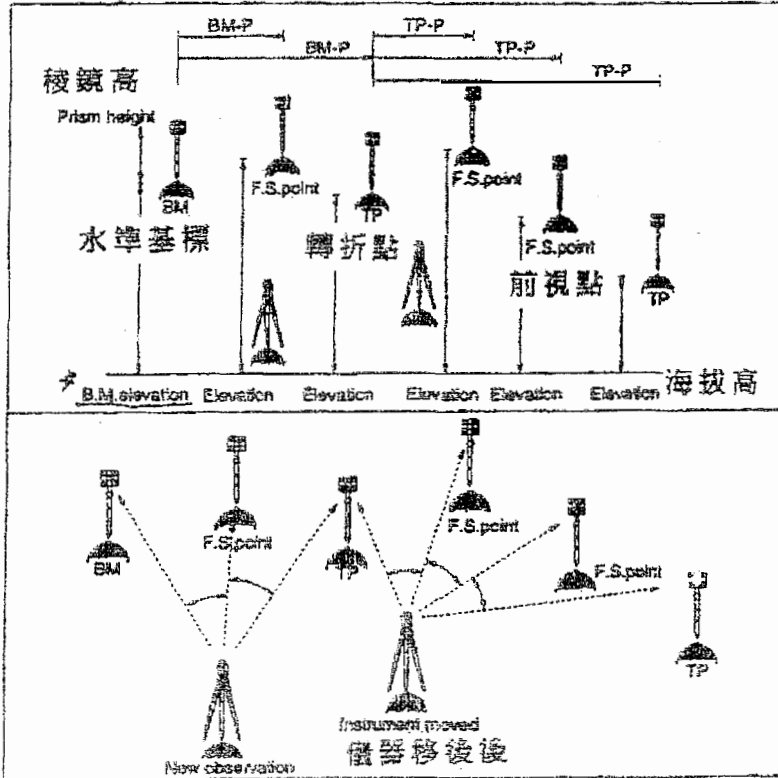 BM-P
TP-P
BM-P
TP-P
TP-P
稜鏡高
Prism height
BM
F.S.point
TP
F.S.point
F.S.point
TP
水準基標
轉折點
前視點
B.M.elevation
Elevation
Elevation
Elevation
Elevation
Elevation
海拔高
BM
F.S.point
TP
F.S.point
F.S.point
TP
New observation
Instrument moved
儀器移後後